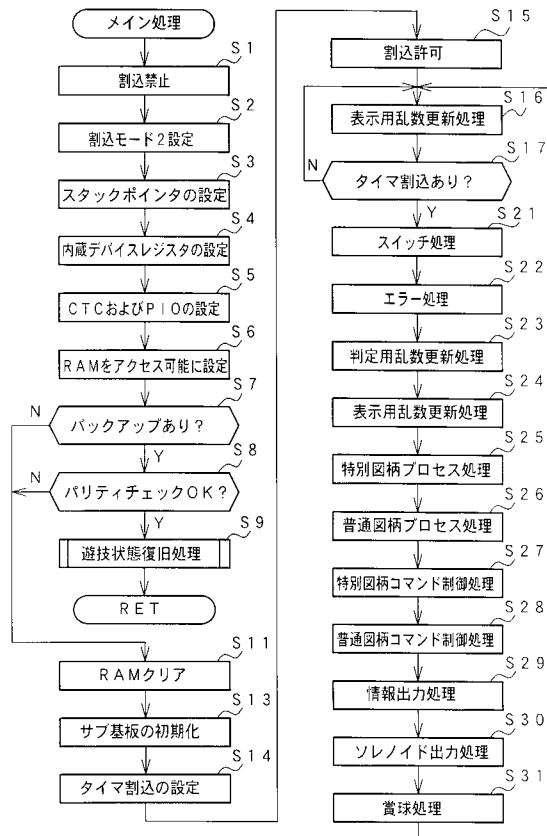 メイン処理
S1
割込禁止
S2
割込モード2設定
S3
スタックポインタの設定
S4
内蔵デバイスレジスタの設定
S5
CTCおよびPIOの設定
S6
RAMをアクセス可能に設定
S7
N
バックアップあり?
Y
S8
N
パリティチェックOK?
Y
S9
遊技状態復旧処理
RET
S11
RAMクリア
S13
サブ基板の初期化
S14
タイマ割込の設定
S15
割込許可
S16
表示用乱数更新処理
S17
N
タイマ割込あり?
Y
S21
スイッチ処理
S22
エラー処理
S23
判定用乱数更新処理
S24
表示用乱数更新処理
S25
特別図柄プロセス処理
S26
普通図柄プロセス処理
S27
特別図柄コマンド制御処理
S28
普通図柄コマンド制御処理
S29
情報出力処理
S30
ソレノイド出力処理
S31
賞球処理